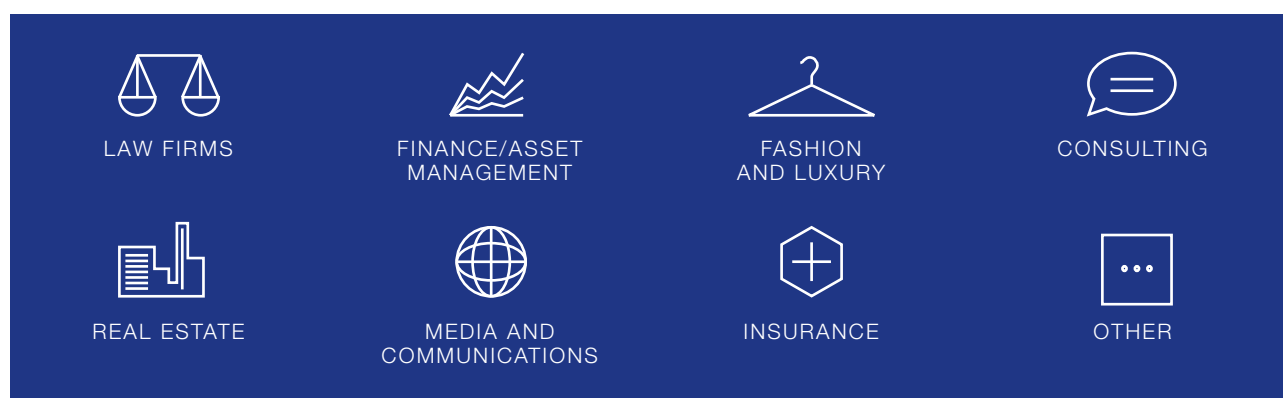 LAW FIRMS
FINANCE/ASSET
MANAGEMENT
FASHION
AND LUXURY
CONSULTING
REAL ESTATE
MEDIA AND
COMMUNICATIONS
INSURANCE
OTHER